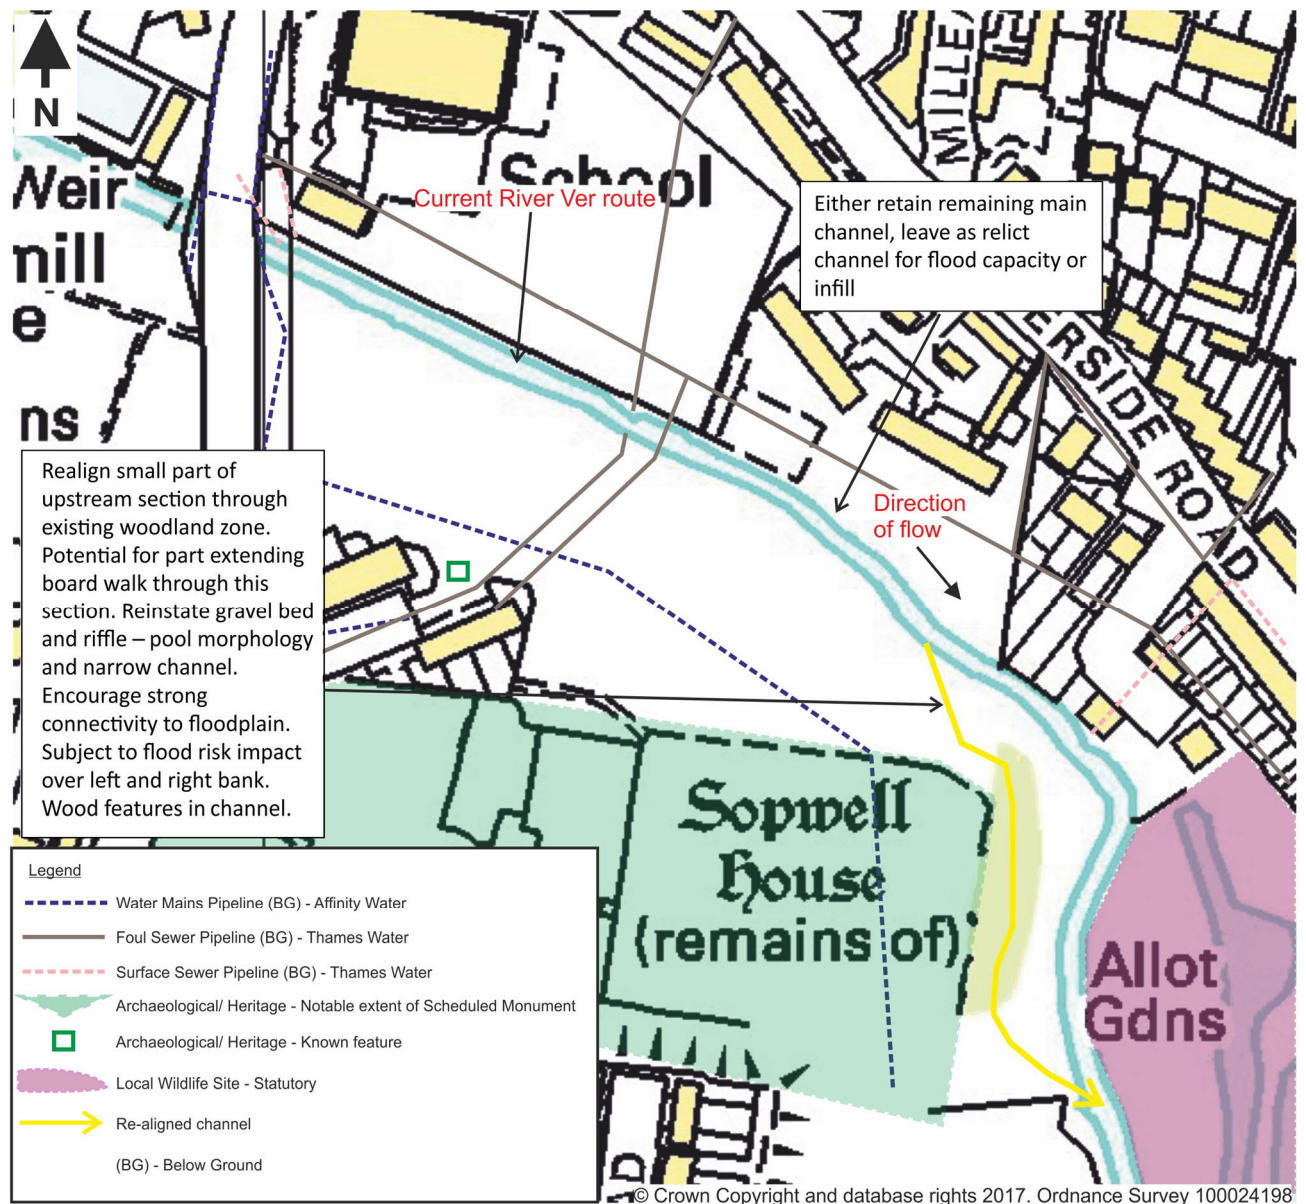 N
Weir
mill
e
ns
School
Current River Ver route
MILLE
Either retain remaining main
channel, leave as relict
channel for flood capacity or
infill
ERSIDE ROAD
Direction
of flow
Realign small part of
upstream section through
existing woodland zone.
Potential for part extending
board walk through this
section. Reinstate gravel bed
and riffle – pool morphology
and narrow channel.
Encourage strong
connectivity to floodplain.
Subject to flood risk impact
over left and right bank.
Wood features in channel.
Sopwell
House
(remains of)
Allot
Gdns
Legend
Water Mains Pipeline (BG) - Affinity Water
Foul Sewer Pipeline (BG) - Thames Water
Surface Sewer Pipeline (BG) - Thames Water
Archaeological/ Heritage - Notable extent of Scheduled Monument
Archaeological/ Heritage - Known feature
Local Wildlife Site - Statutory
Re-aligned channel
(BG) - Below Ground
D
© Crown Copyright and database rights 2017. Ordnance Survey 100024198